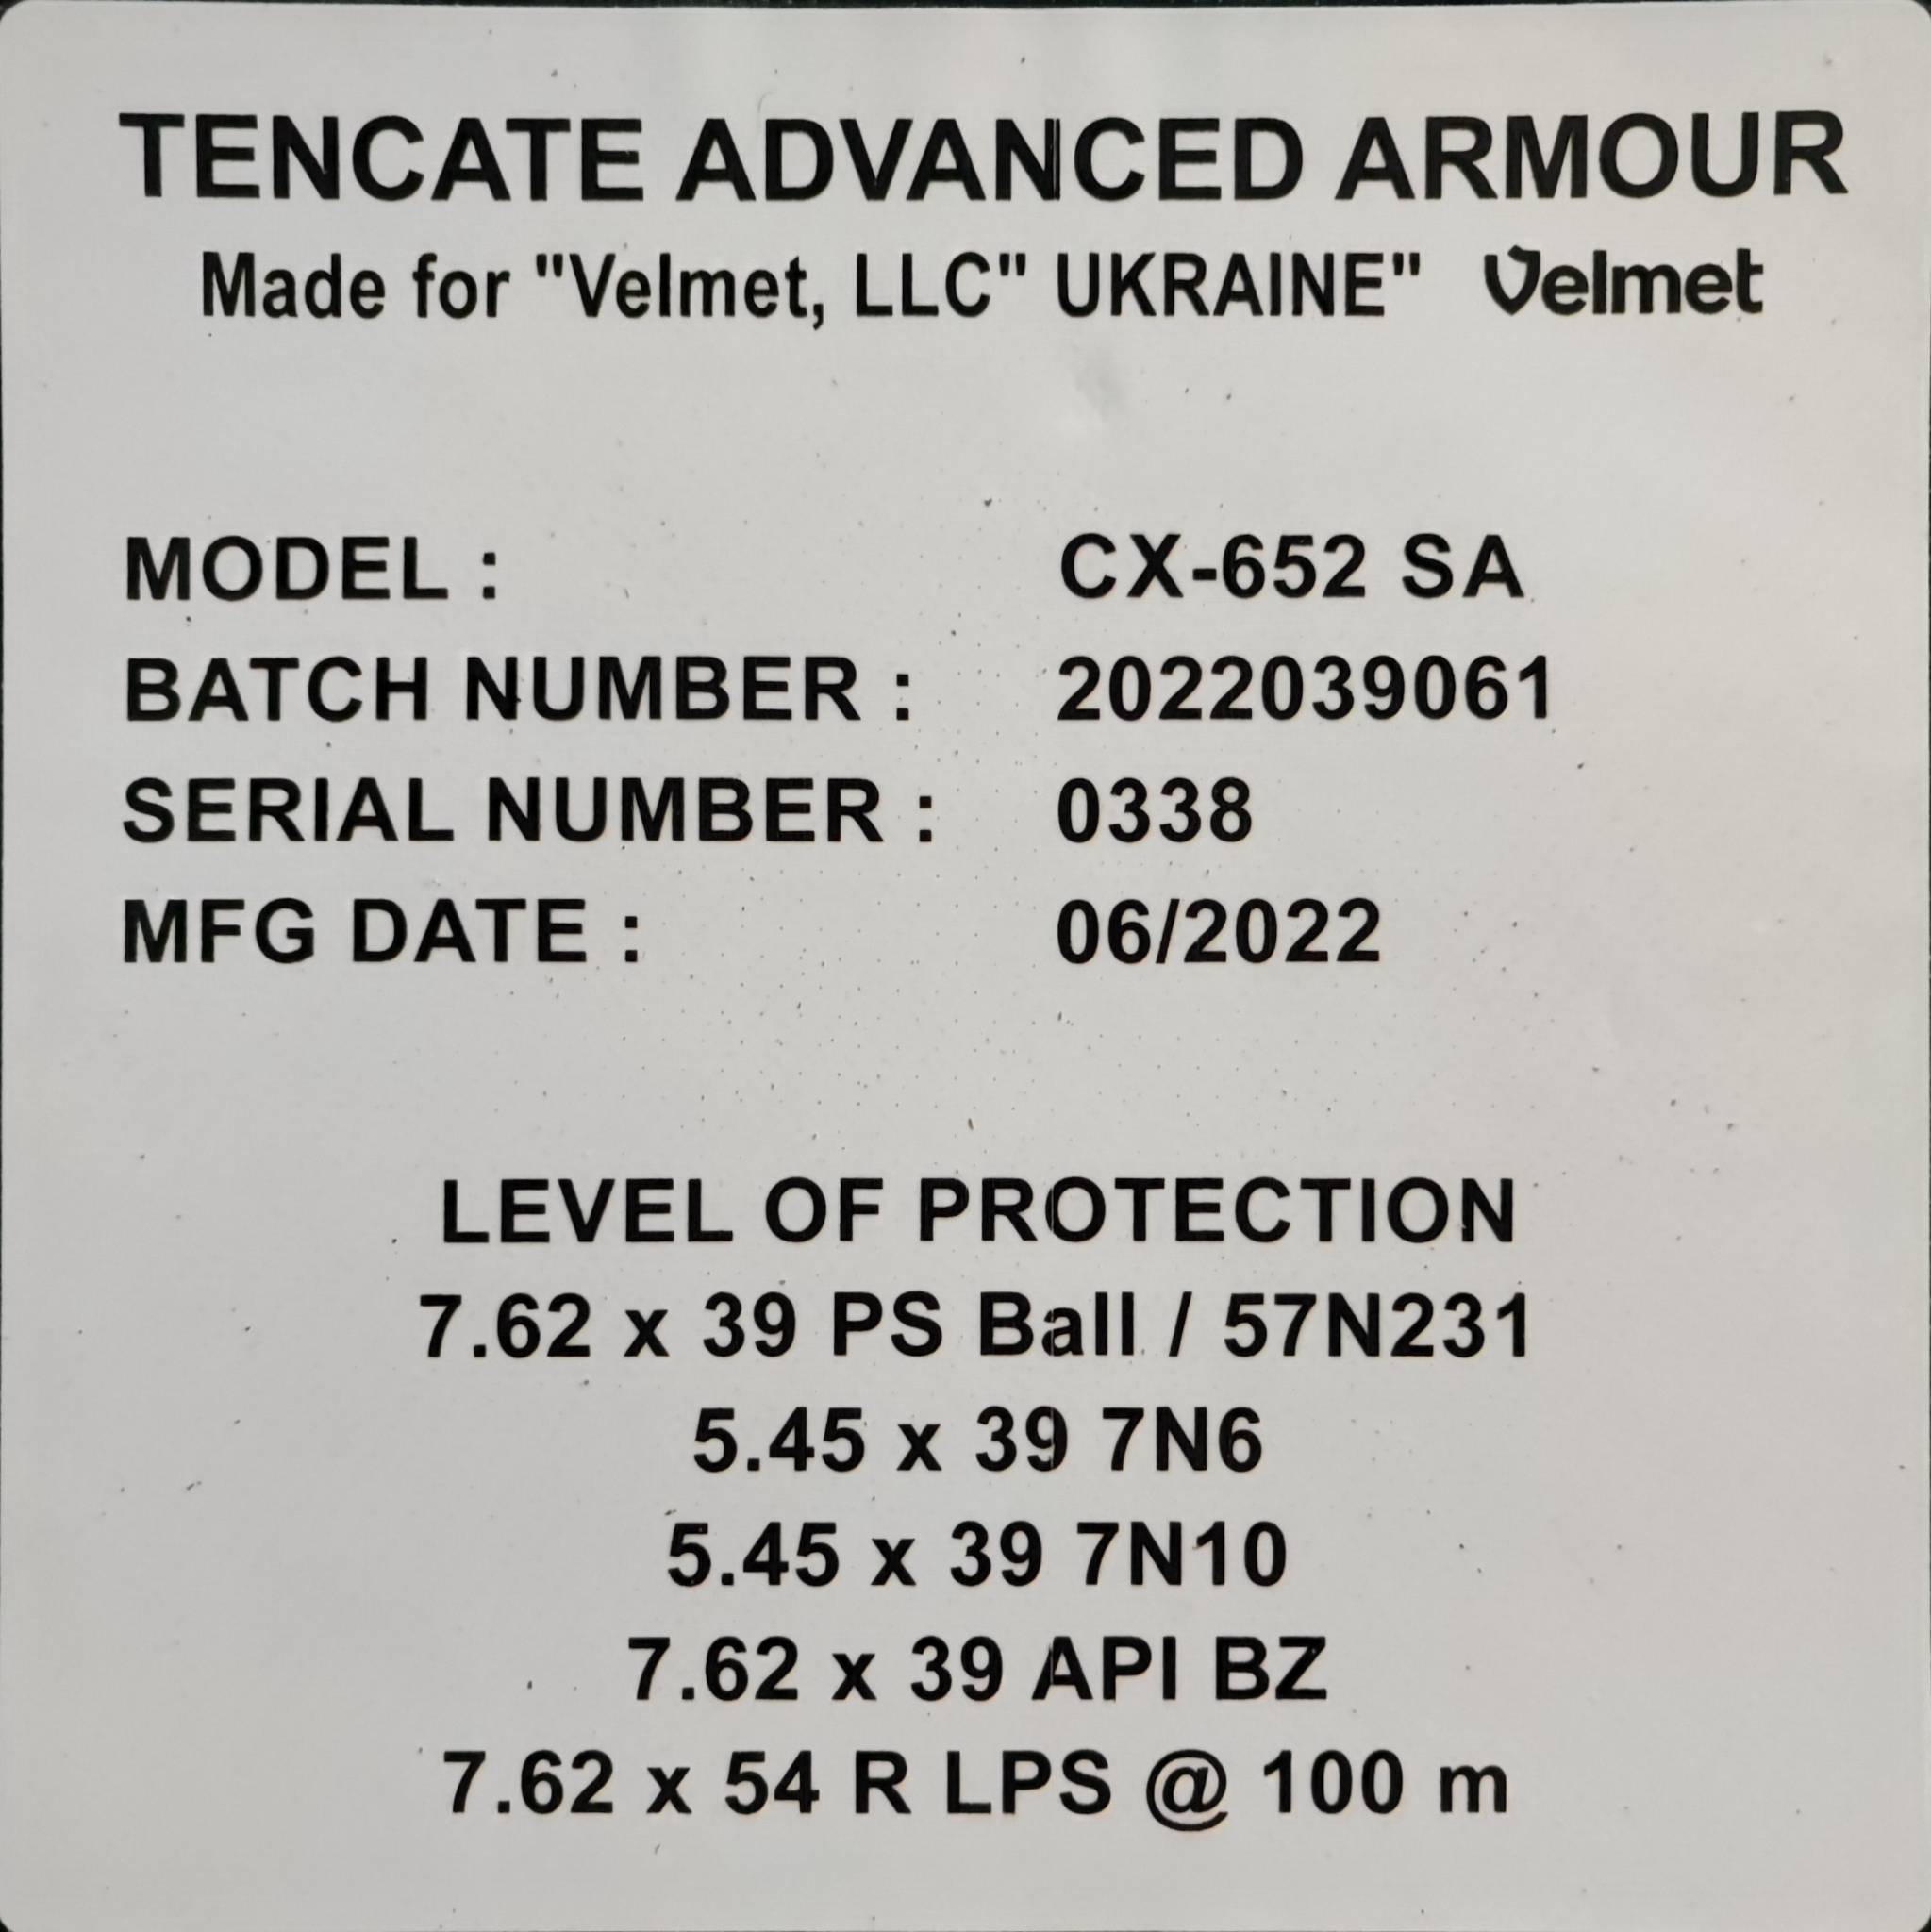 TENCATE ADVANCED ARMOUR
Made for "Velmet, LLC" UKRAINE" Velmet
MODEL : CX-652 SA
BATCH NUMBER : 2022039061
SERIAL NUMBER : 0338
MFG DATE : 06/2022
LEVEL OF PROTECTION
7.62 x 39 PS Ball / 57N231
5.45 x 39 7N6
5.45 x 39 7N10
7.62 x 39 API BZ
7.62 x 54 R LPS @ 100 m